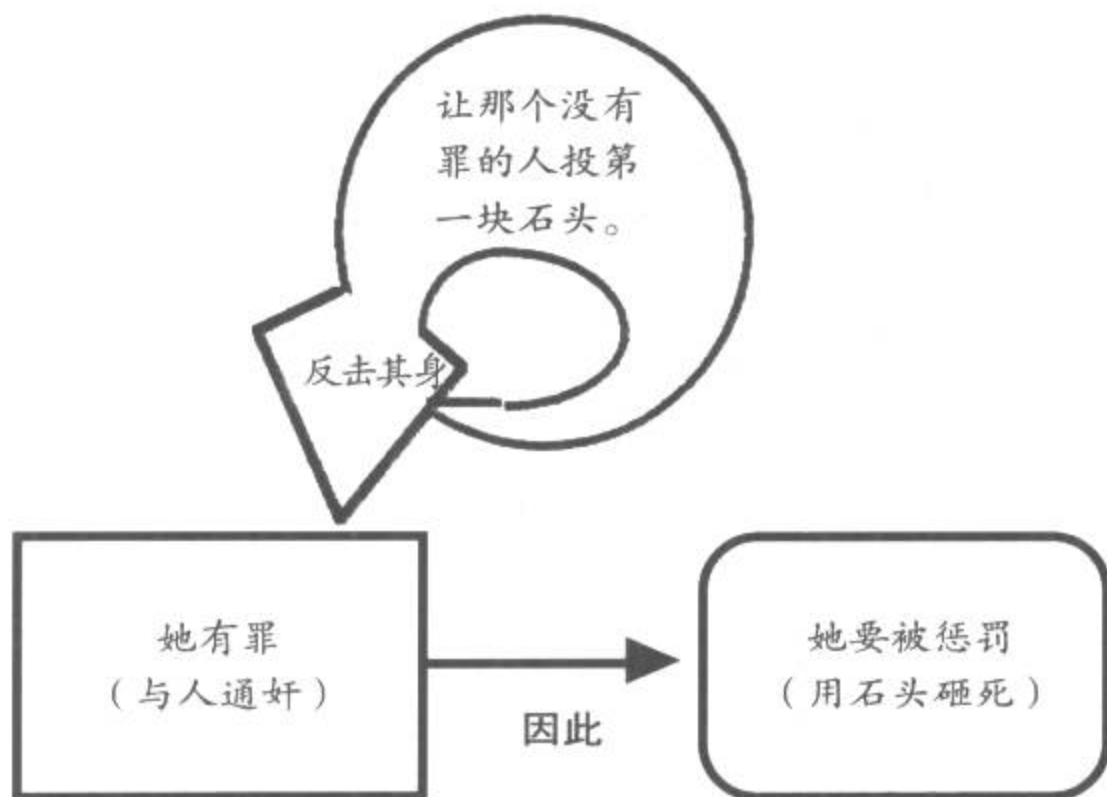 让那个没有
罪的人投第
一块石头。
反击其身
她有罪
（与人通奸）
因此
她要被惩罚
（用石头砸死）